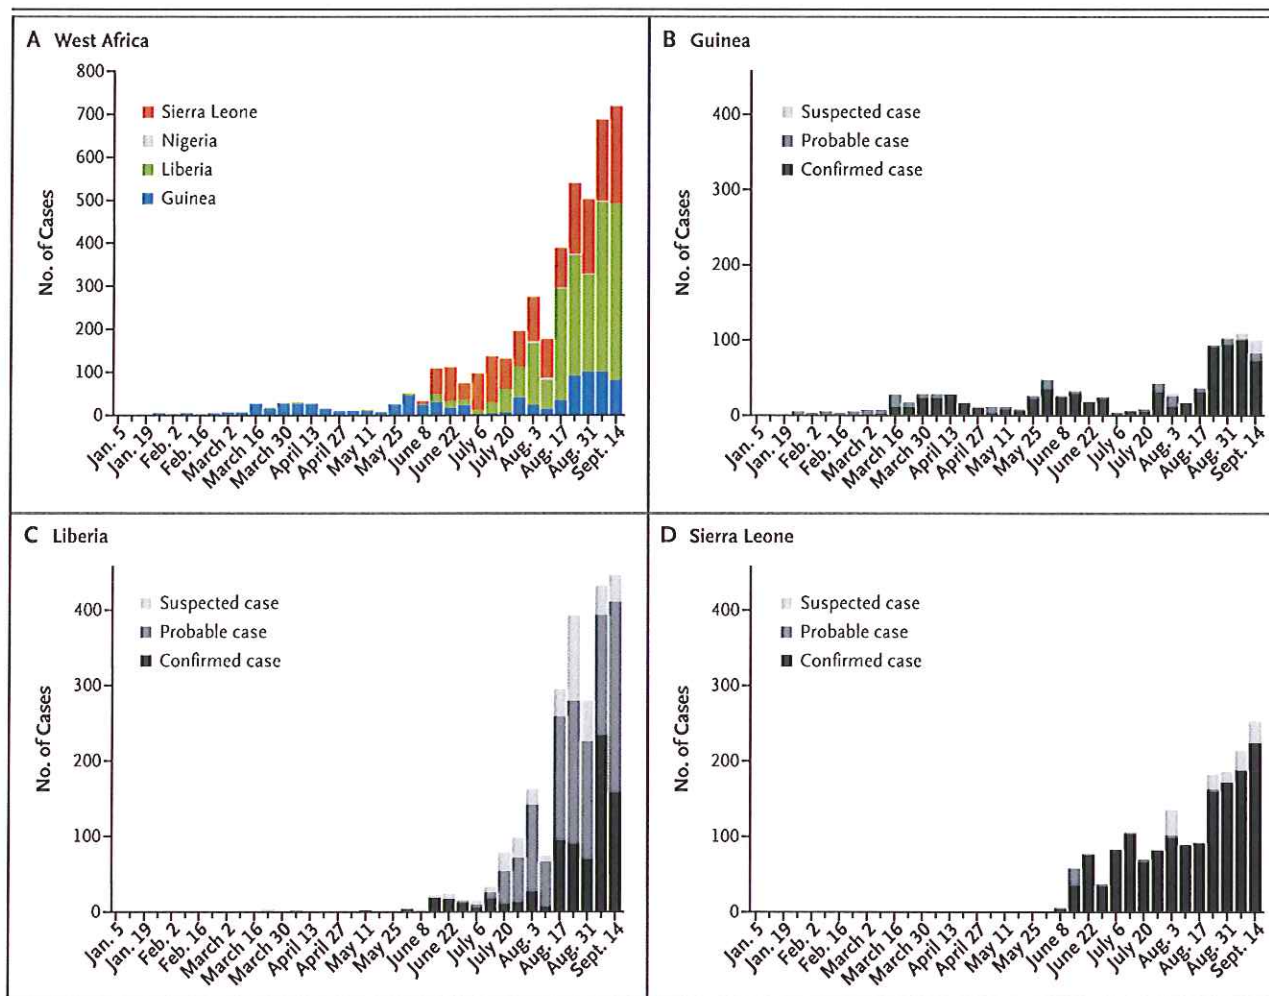 A West Africa
800
700
600
500
400
300
200
100
0
No. of Cases
Sierra Leone
Nigeria
Liberia
Guinea
Jan. 5
Jan. 19
Feb. 2
Feb. 16
March 2
March 16
March 30
April 13
April 27
May 11
May 25
June 8
June 22
July 6
July 20
Aug. 3
Aug. 17
Aug. 31
Sept. 14
B Guinea
400
300
200
100
0
No. of Cases
Suspected case
Probable case
Confirmed case
Jan. 5
Jan. 19
Feb. 2
Feb. 16
March 2
March 16
March 30
April 13
April 27
May 11
May 25
June 8
June 22
July 6
July 20
Aug. 3
Aug. 17
Aug. 31
Sept. 14
C Liberia
400
300
200
100
0
No. of Cases
Suspected case
Probable case
Confirmed case
Jan. 5
Jan. 19
Feb. 2
Feb. 16
March 2
March 16
March 30
April 13
April 27
May 11
May 25
June 8
June 22
July 6
July 20
Aug. 3
Aug. 17
Aug. 31
Sept. 14
D Sierra Leone
400
300
200
100
0
No. of Cases
Suspected case
Probable case
Confirmed case
Jan. 5
Jan. 19
Feb. 2
Feb. 16
March 2
March 16
March 30
April 13
April 27
May 11
May 25
June 8
June 22
July 6
July 20
Aug. 3
Aug. 17
Aug. 31
Sept. 14